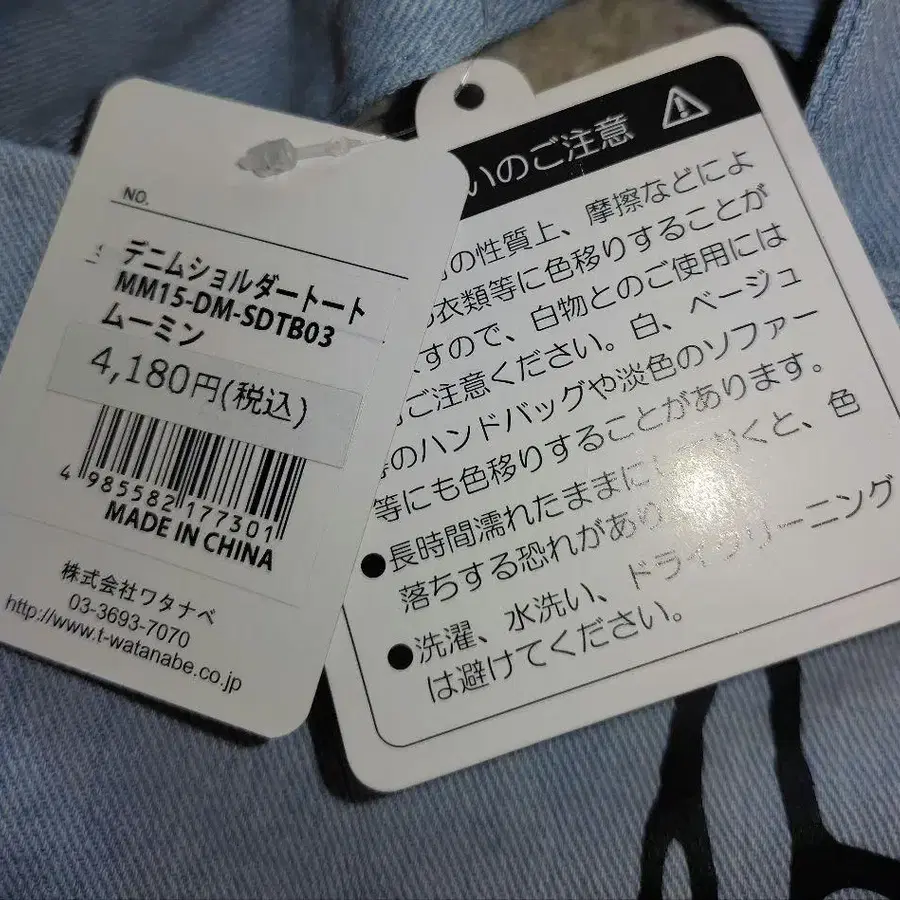 NO.
デニムショルダートート
MM15-DM-SDTB03
ムーミン
4,180円(税込)
4 985582 177301
MADE IN CHINA
株式会社ワタナベ
03-3693-7070
http://www.t-watanabe.co.jp
いのご注意
の性質上、摩擦などによ
衣類等に色移りすることが
すので、白物とのご使用には
ご注意ください。白、ベージュ
のハンドバッグや淡色のソファー
等にも色移りすることがあります。
●長時間濡れたままにしておくと、色
落ちする恐れがあり
●洗濯、水洗い、ドライクリーニング
は避けてください。